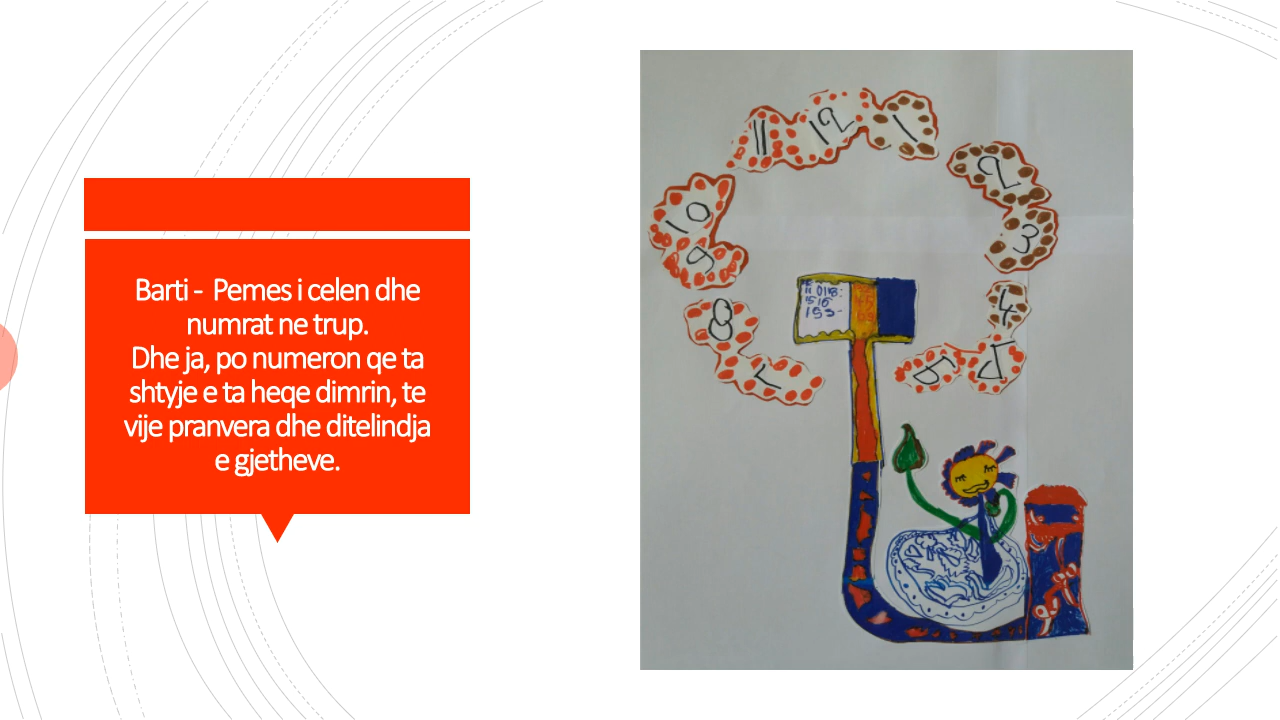 Barti - Pemes i celen dhe
numrat ne trup.
Dhe ja, po numeron qe ta
shtyje e ta heqe dimrin, te
vije pranvera dhe ditelindja
e gjetheve.
11
12
1
2
3
4
5
6
7
8
9
10